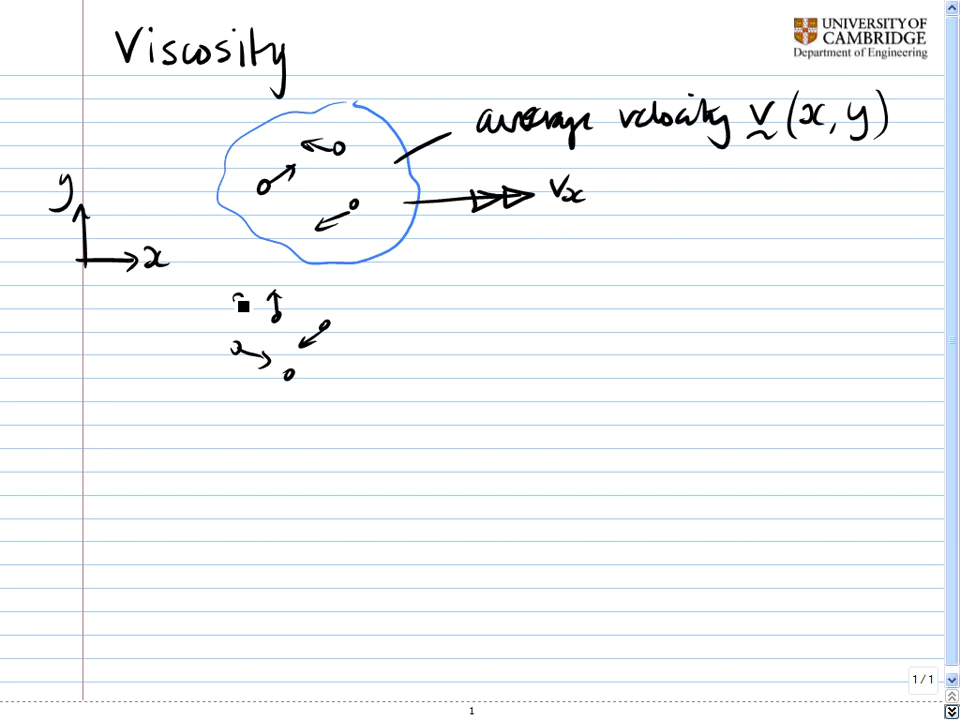 Viscosity
UNIVERSITY OF
CAMBRIDGE
Department of Engineering
average velocity v (x, y)
Vx
y
x
1 / 1
1